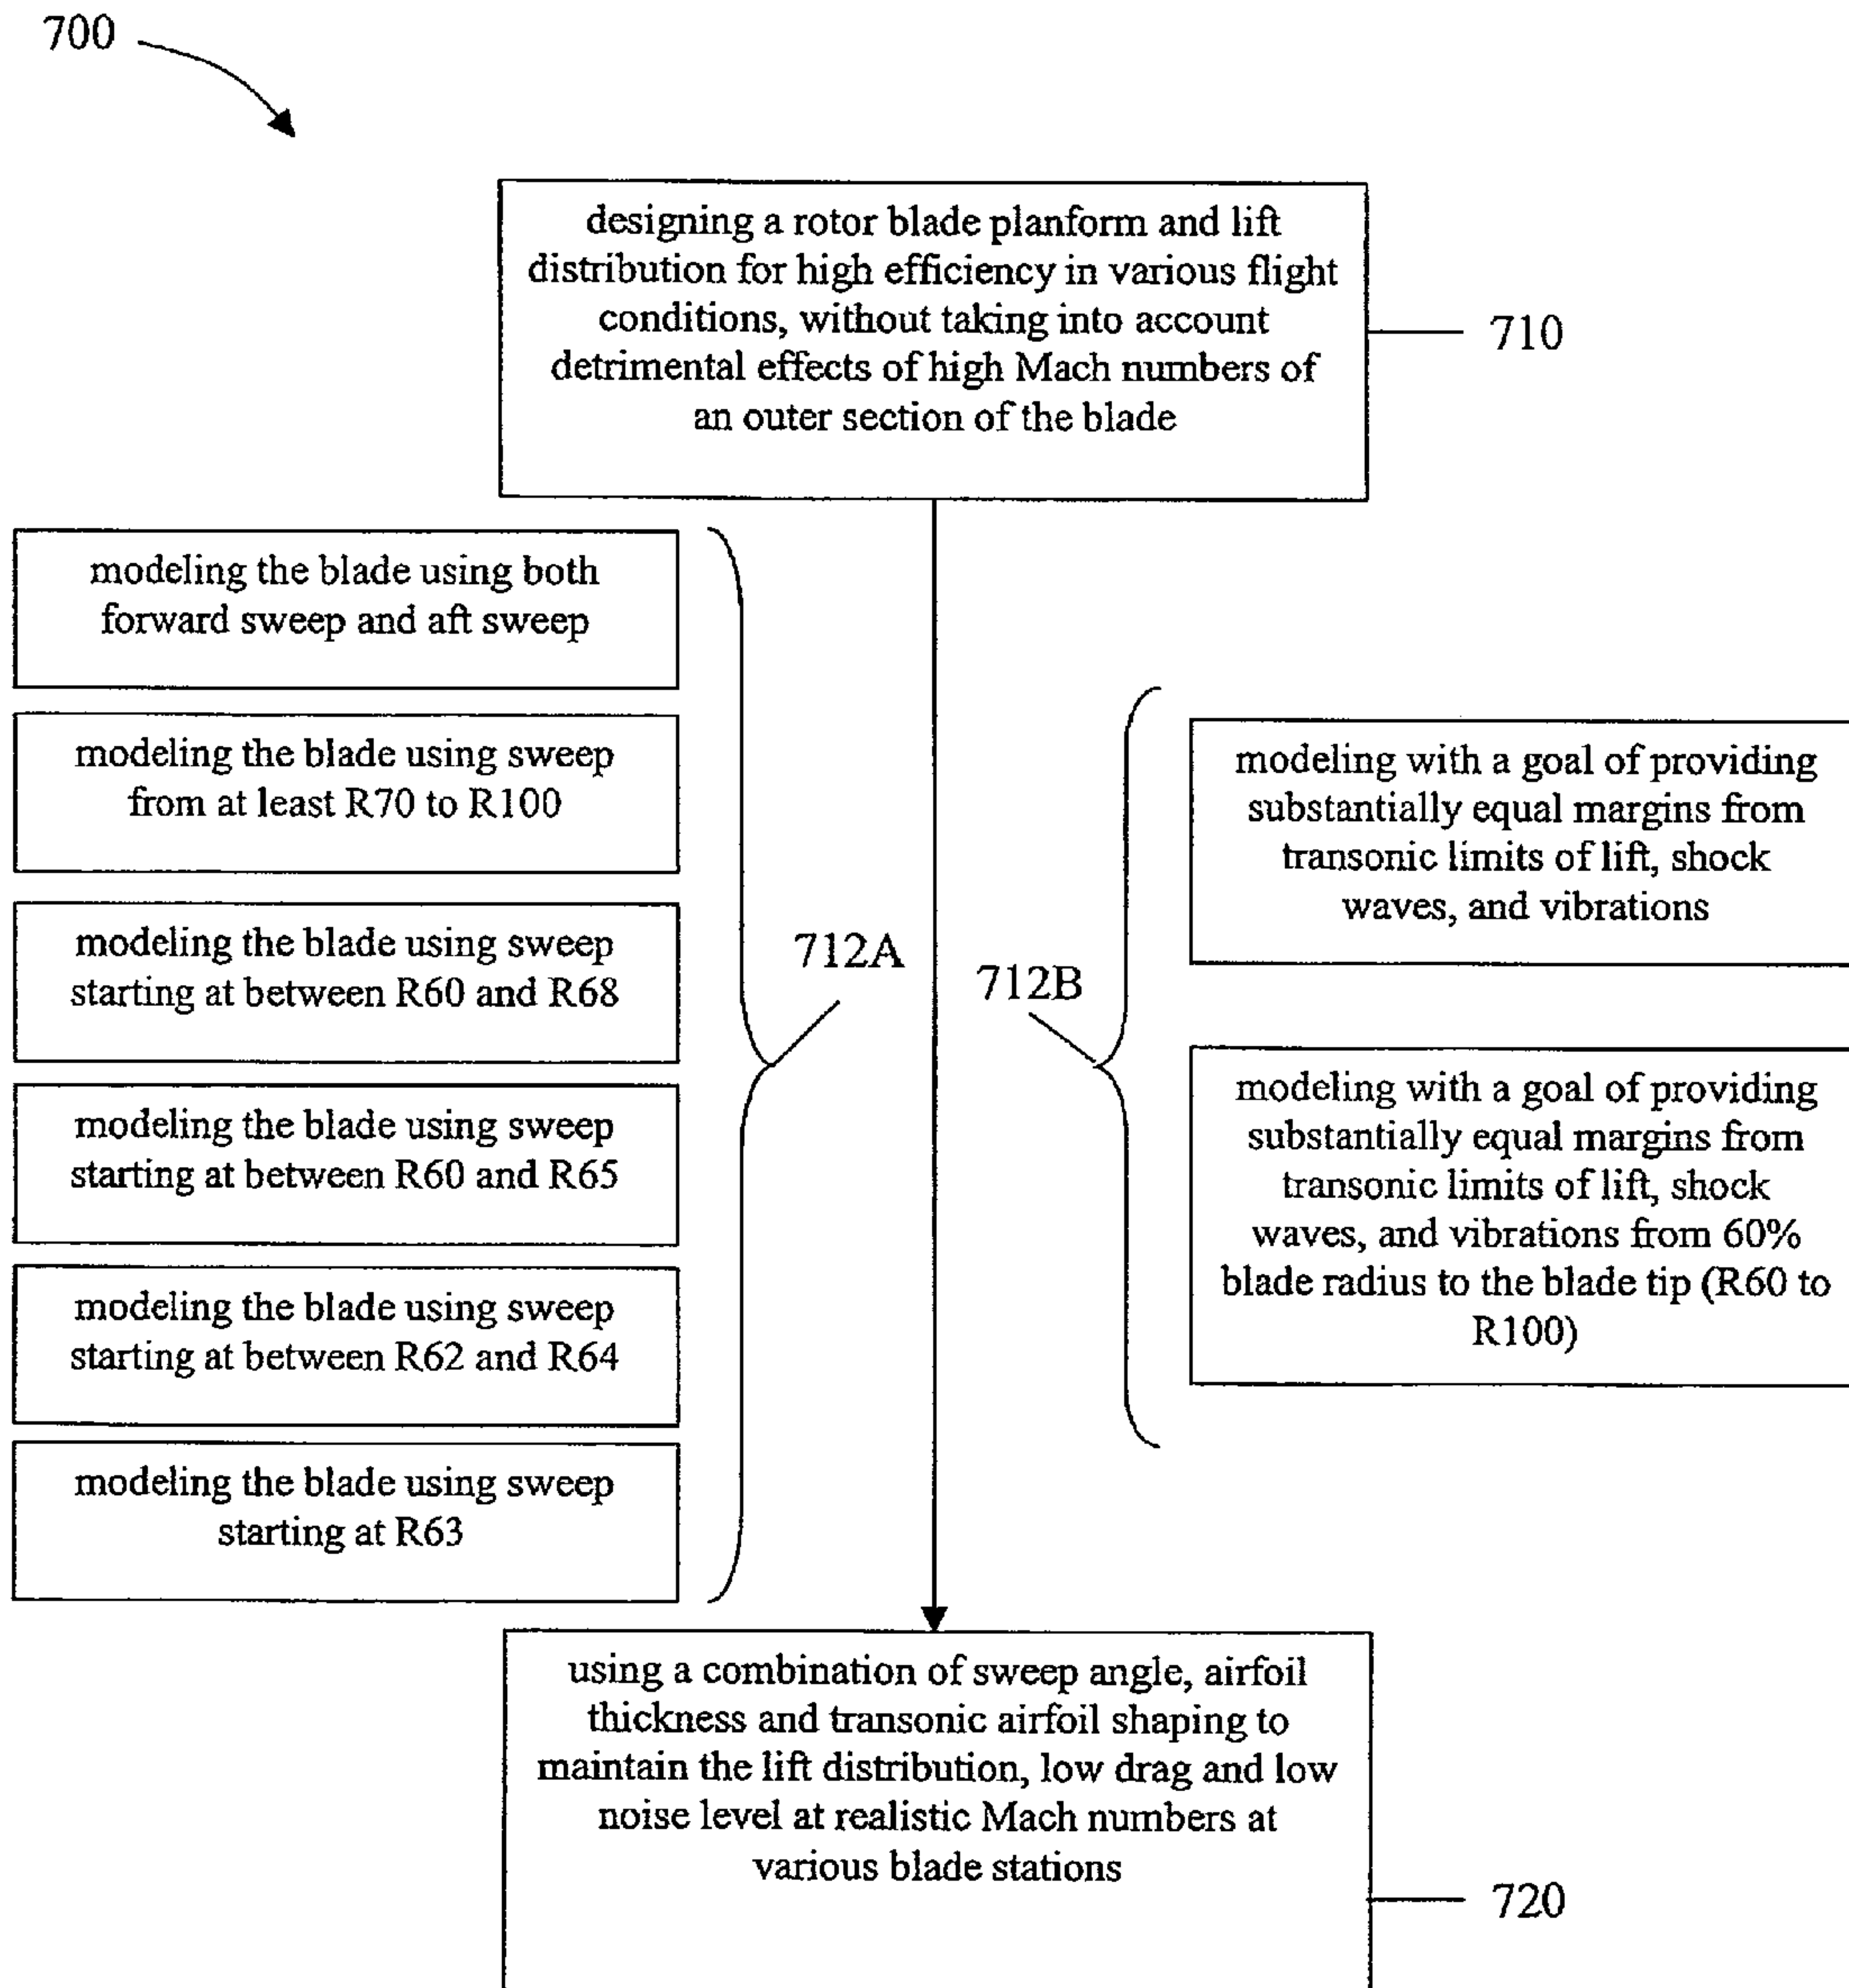 700
designing a rotor blade planform and lift
distribution for high efficiency in various flight
conditions, without taking into account
detrimental effects of high Mach numbers of
an outer section of the blade
710
modeling the blade using both
forward sweep and aft sweep
modeling the blade using sweep
from at least R70 to R100
modeling the blade using sweep
starting at between R60 and R68
modeling the blade using sweep
starting at between R60 and R65
modeling the blade using sweep
starting at between R62 and R64
modeling the blade using sweep
starting at R63
712A
712B
modeling with a goal of providing
substantially equal margins from
transonic limits of lift, shock
waves, and vibrations
modeling with a goal of providing
substantially equal margins from
transonic limits of lift, shock
waves, and vibrations from 60%
blade radius to the blade tip (R60 to
R100)
using a combination of sweep angle, airfoil
thickness and transonic airfoil shaping to
maintain the lift distribution, low drag and low
noise level at realistic Mach numbers at
various blade stations
720